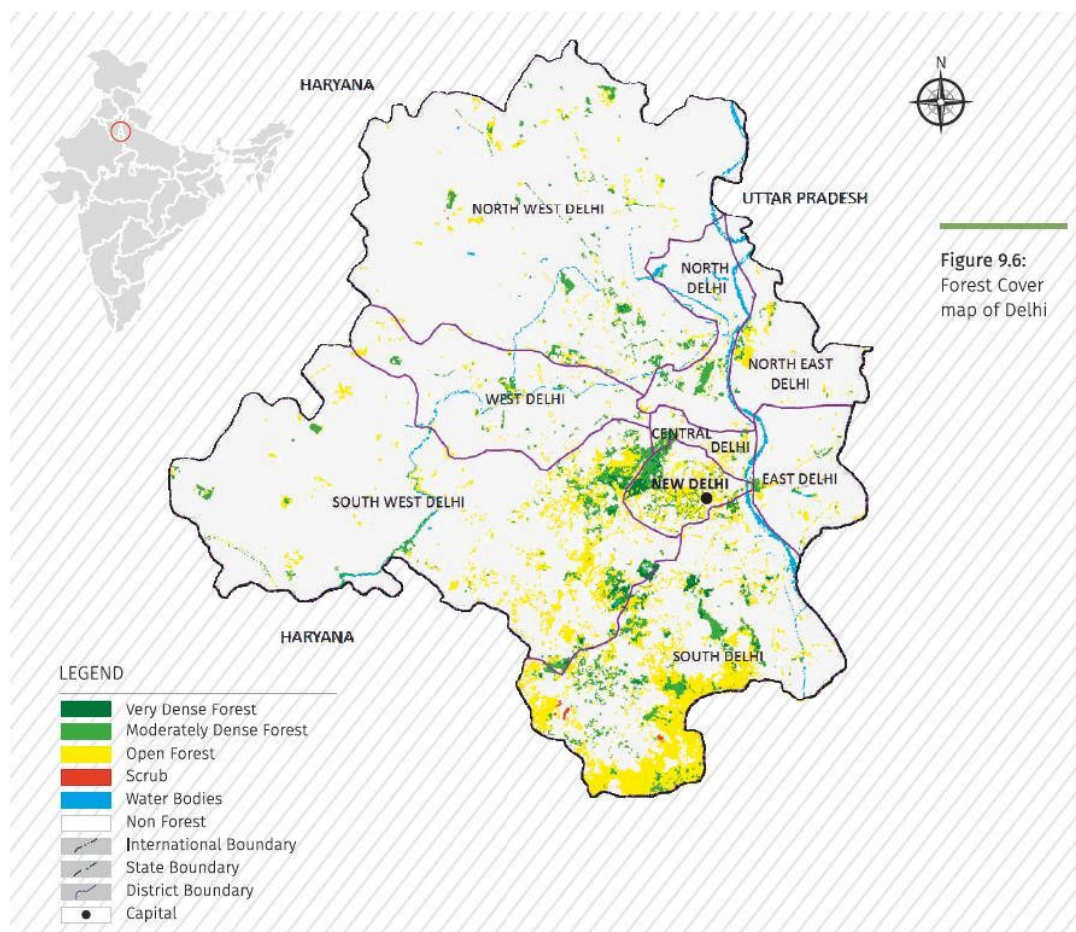 HARYANA
N
UTTAR PRADESH
NORTH WEST DELHI
Figure 9.6:
Forest Cover
map of Delhi
NORTH
DELHI
NORTH EAST
DELHI
WEST DELHI
CENTRAL
DELHI
NEW DELHI
EAST DELHI
SOUTH WEST DELHI
HARYANA
SOUTH DELHI
LEGEND
Very Dense Forest
Moderately Dense Forest
Open Forest
Scrub
Water Bodies
Non Forest
International Boundary
State Boundary
District Boundary
Capital